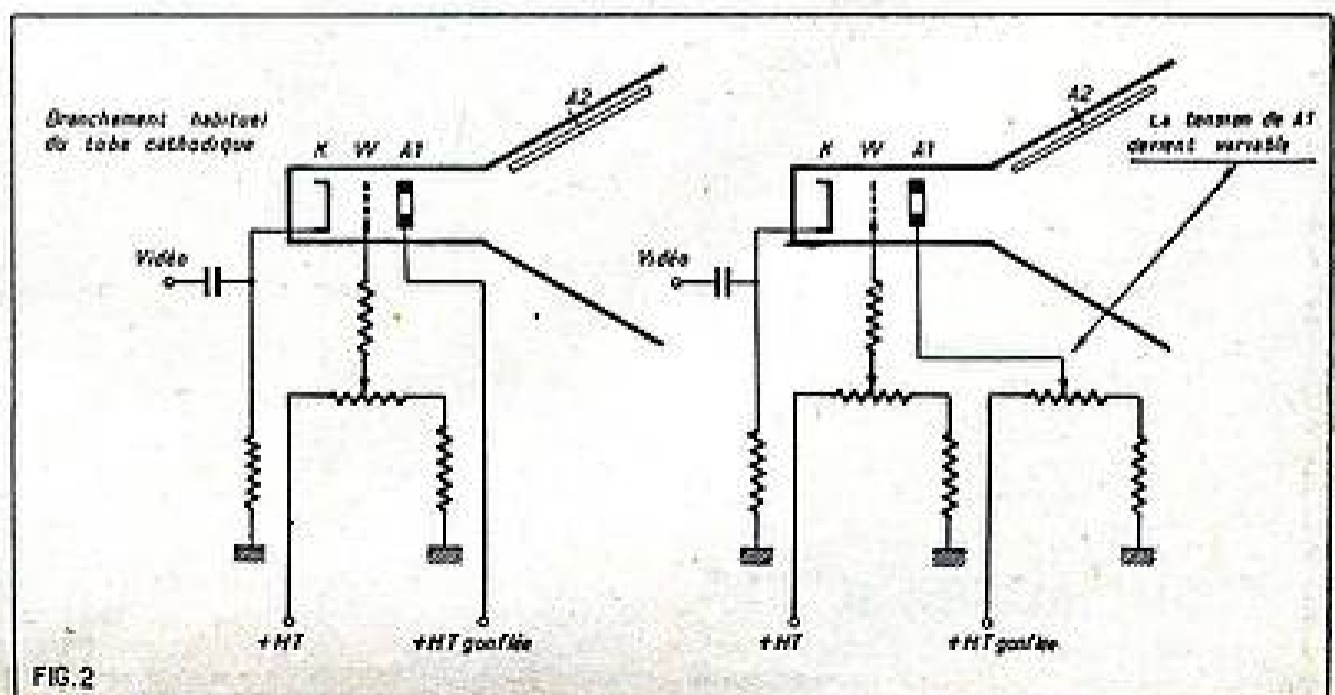 Branchement habituel
du tube cathodique
A2
K W A1
Vidéo
+HT
+HT gonflée
A2
La tension de A1
devient variable
K W A1
Vidéo
+HT
+HT gonflée
FIG.2